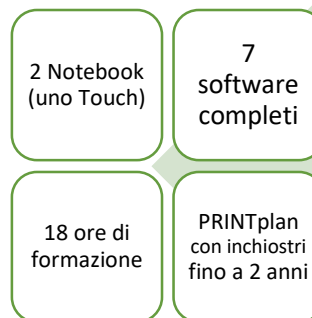 2 Notebook
(uno Touch)
7
software
completi
18 ore di
formazione
PRINTplan
con inchiostri
fino a 2 anni